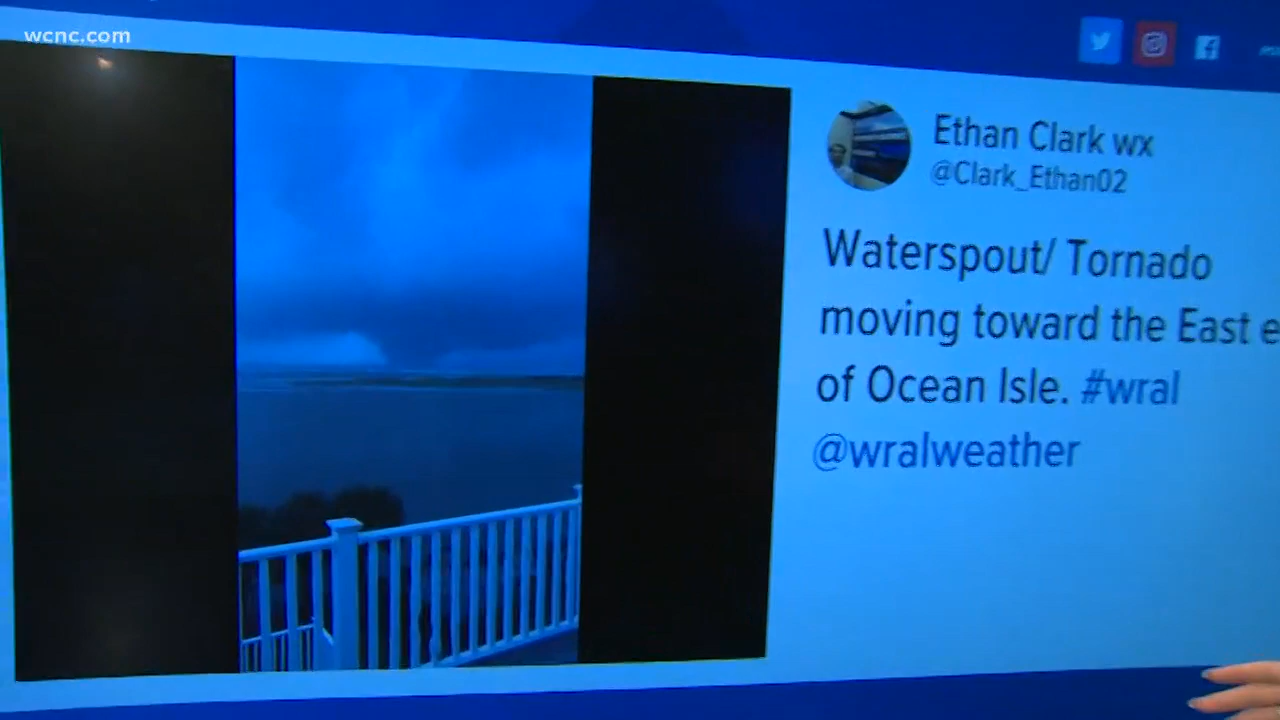 wcnc.com
Ethan Clark wx
@Clark_Ethan02
Waterspout/ Tornado
moving toward the East e
of Ocean Isle. #wral
@wralweather